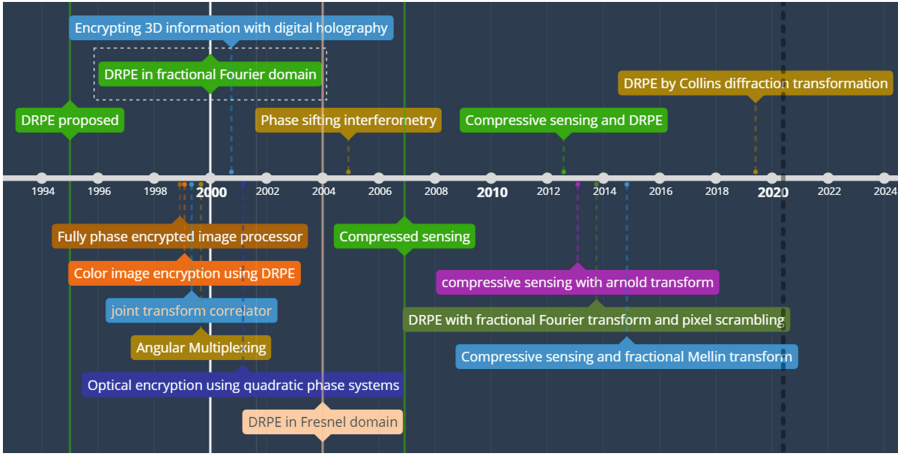 Encrypting 3D information with digital holography
DRPE in fractional Fourier domain
DRPE by Collins diffraction transformation
DRPE proposed
Phase sifting interferometry
Compressive sensing and DRPE
1994
1996
1998
2000
2002
2004
2006
2008
2010
2012
2014
2016
2018
2020
2022
2024
Fully phase encrypted image processor
Compressed sensing
Color image encryption using DRPE
compressive sensing with arnold transform
joint transform correlator
DRPE with fractional Fourier transform and pixel scrambling
Angular Multiplexing
Compressive sensing and fractional Mellin transform
Optical encryption using quadratic phase systems
DRPE in Fresnel domain